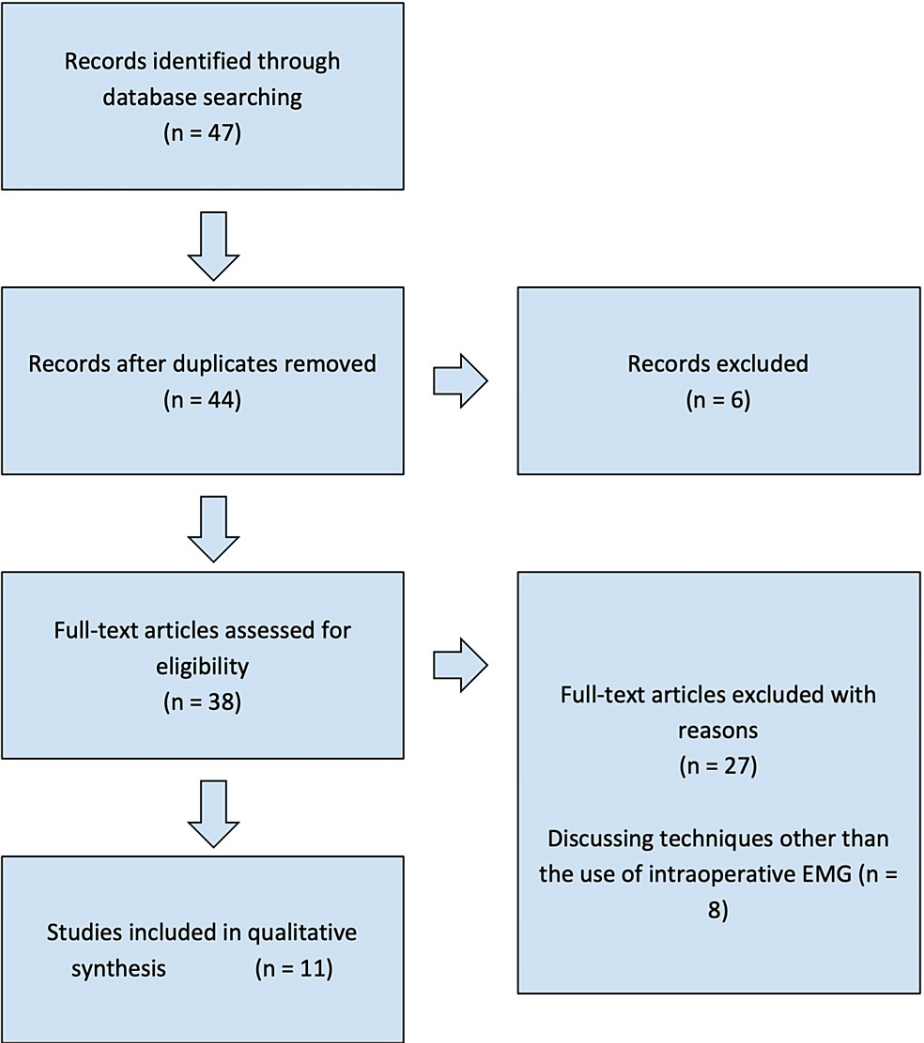 Records identified through
database searching
(n = 47)
Records after duplicates removed
(n = 44)
Records excluded
(n = 6)
Full-text articles assessed for
eligibility
(n = 38)
Full-text articles excluded with
reasons
(n = 27)
Discussing techniques other than
the use of intraoperative EMG (n =
8)
Studies included in qualitative
synthesis (n = 11)